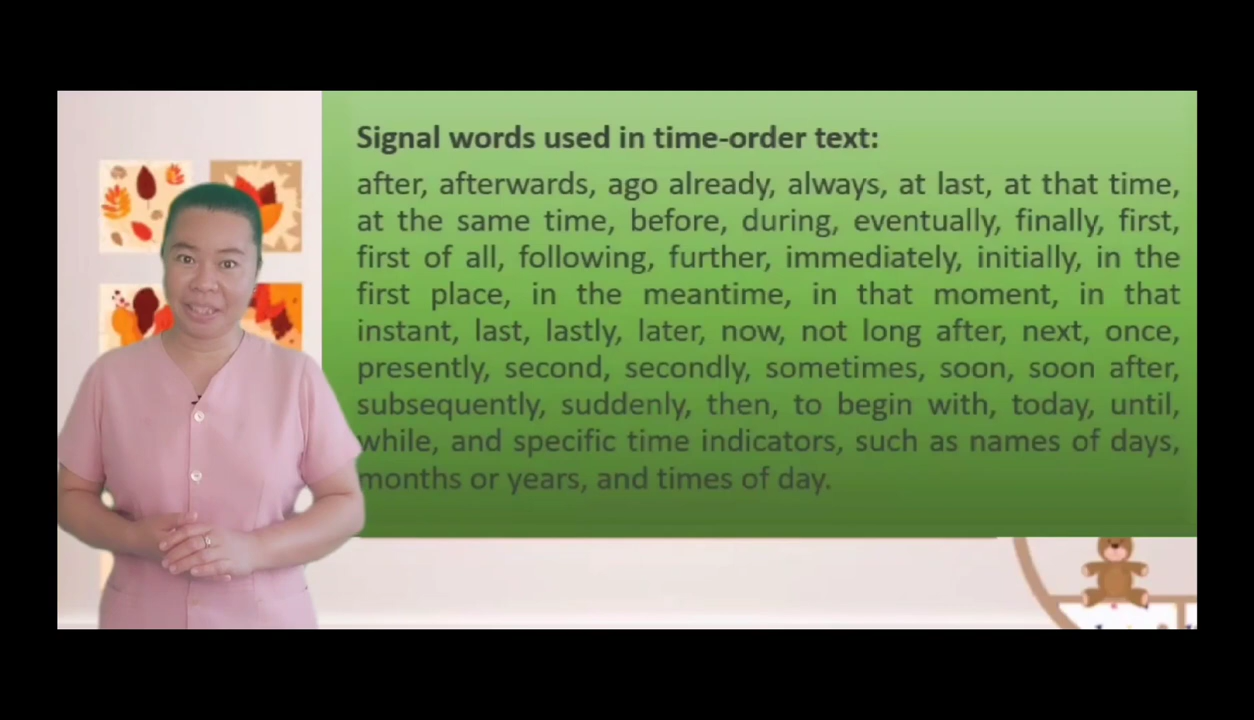 Signal words used in time-order text:
after, afterwards, ago already, always, at last, at that time,
at the same time, before, during, eventually, finally, first,
first of all, following, further, immediately, initially, in the
first place, in the meantime, in that moment, in that
instant, last, lastly, later, now, not long after, next, once,
presently, second, secondly, sometimes, soon, soon after,
subsequently, suddenly, then, to begin with, today, until,
while, and specific time indicators, such as names of days,
months or years, and times of day.